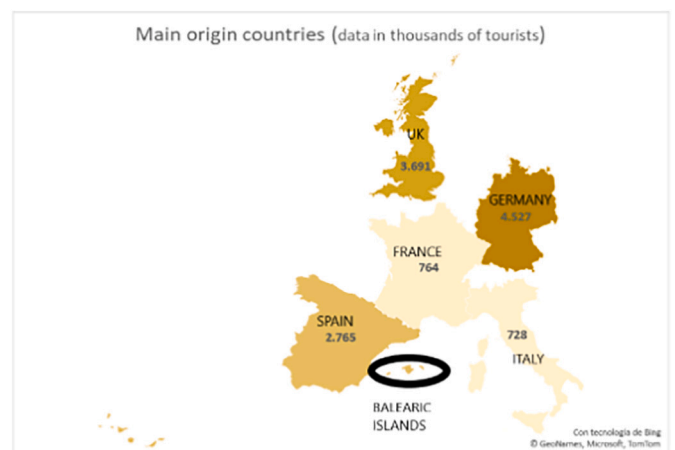 Main origin countries (data in thousands of tourists)
UK
3.691
GERMANY
4.527
FRANCE
764
SPAIN
2.765
728
ITALY
BALEARIC
ISLANDS
Con tecnología de Bing
© GeoNames, Microsoft, TomTom